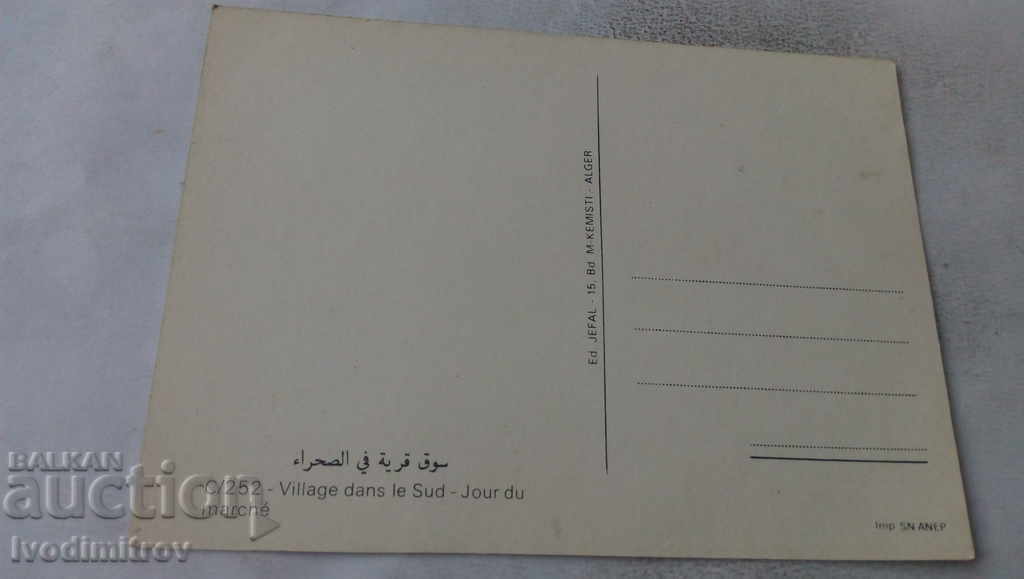 سوق قرية في الصحراء
C/252 - Village dans le Sud - Jour du
marché
Ed. JEFAL - 15, Bd M-KEMISTI - ALGER
Imp SN ANEP
BALKAN
auction
Ivodimitrov